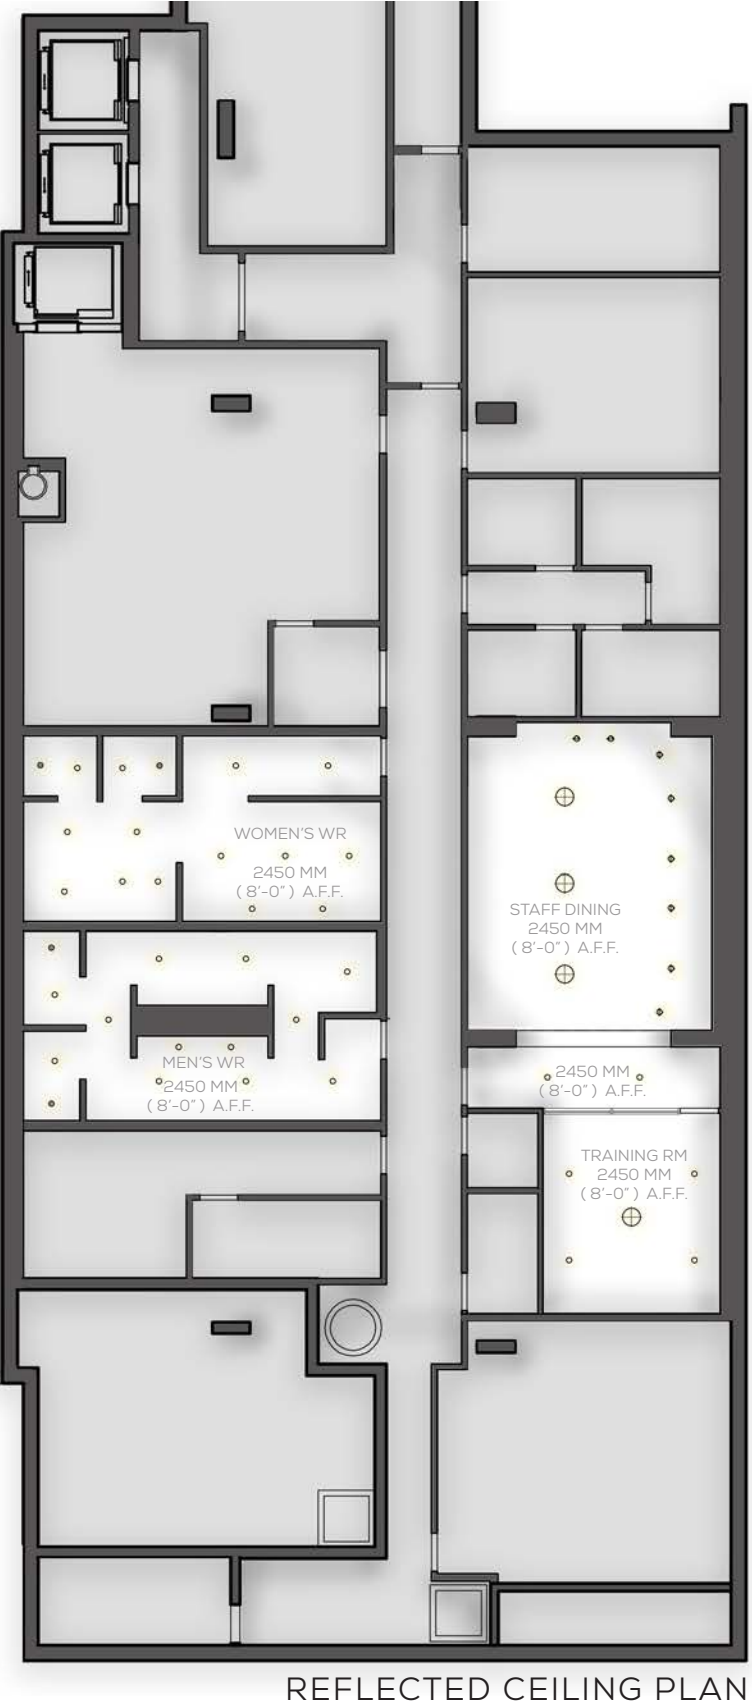 WOMEN'S WR
2450 MM
( 8'-0" ) A.F.F.
STAFF DINING
2450 MM
( 8'-0" ) A.F.F.
MEN'S WR
2450 MM
( 8'-0" ) A.F.F.
2450 MM
( 8'-0" ) A.F.F.
TRAINING RM
2450 MM
( 8'-0" ) A.F.F.
REFLECTED CEILING PLAN